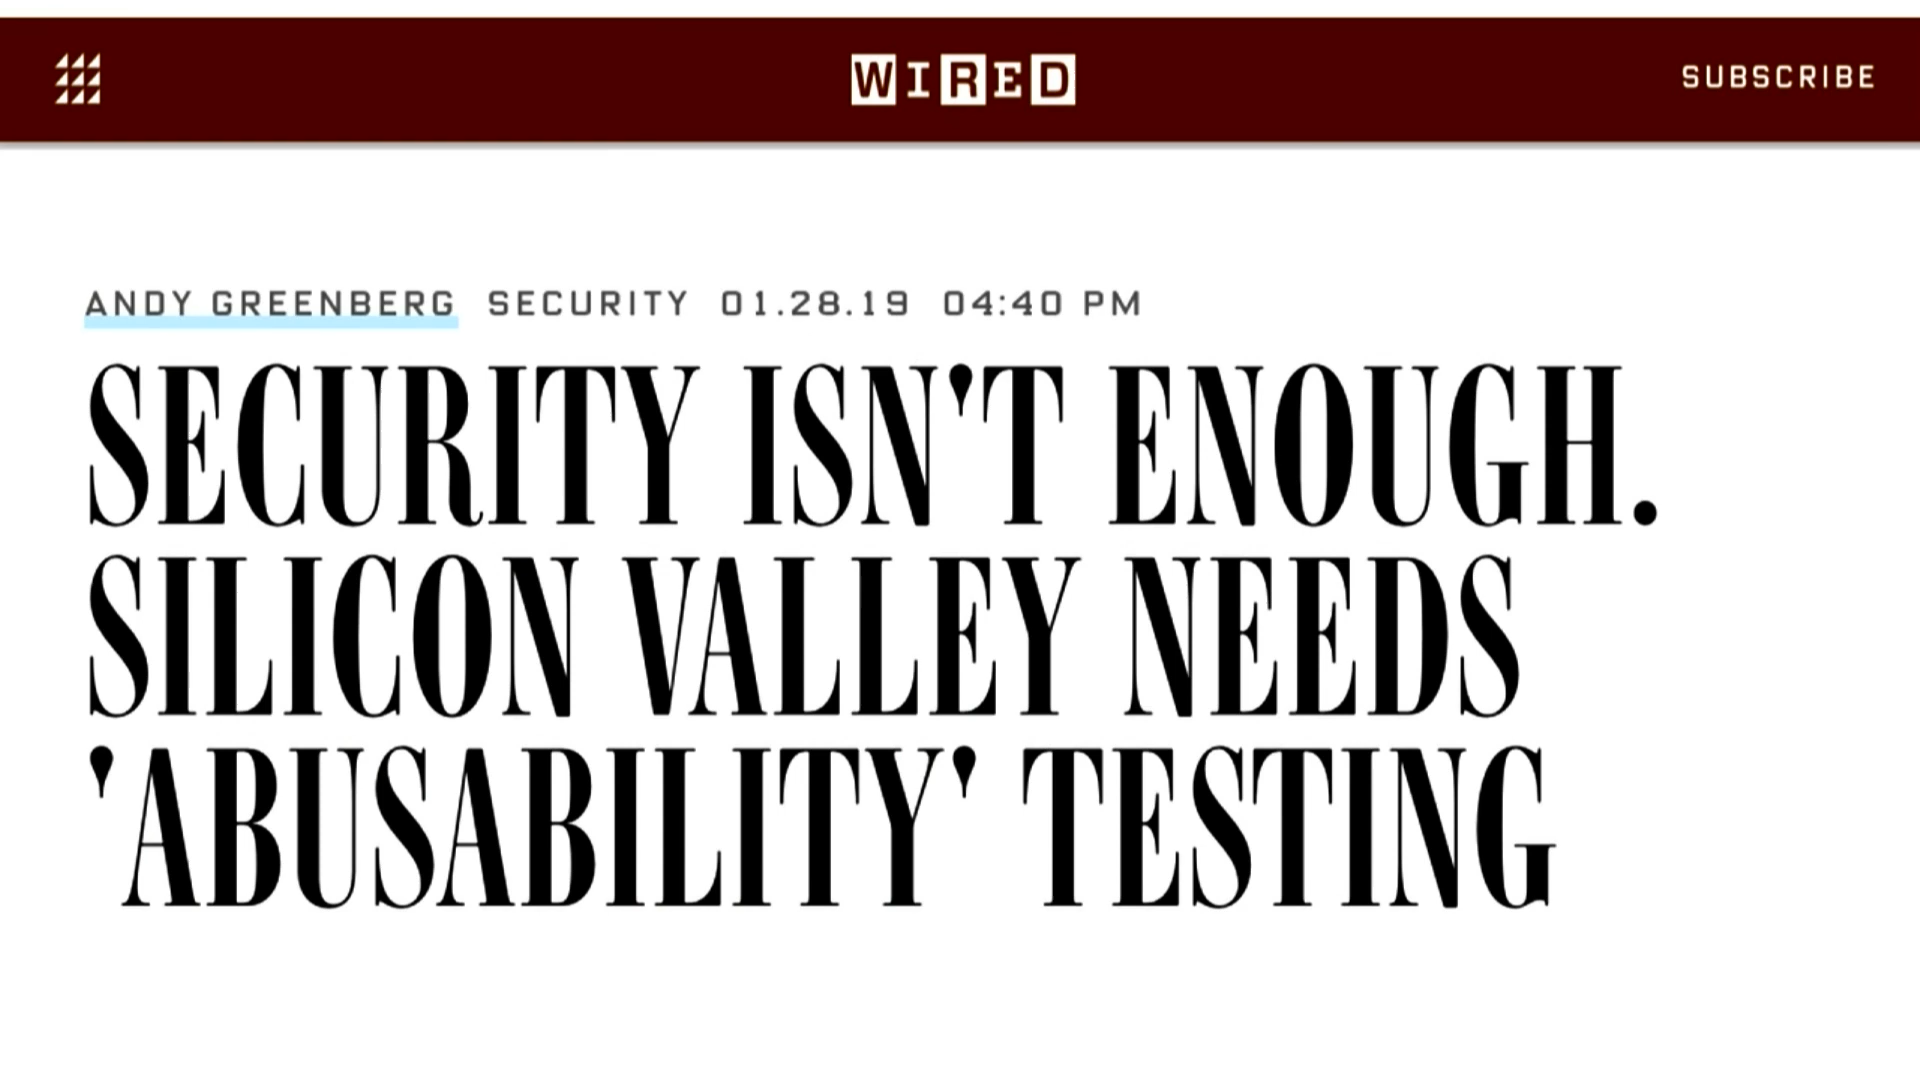 WIRED
SUBSCRIBE
ANDY GREENBERG SECURITY 01.28.19 04:40 PM
SECURITY ISN'T ENOUGH.
SILICON VALLEY NEEDS
'ABUSABILITY' TESTING